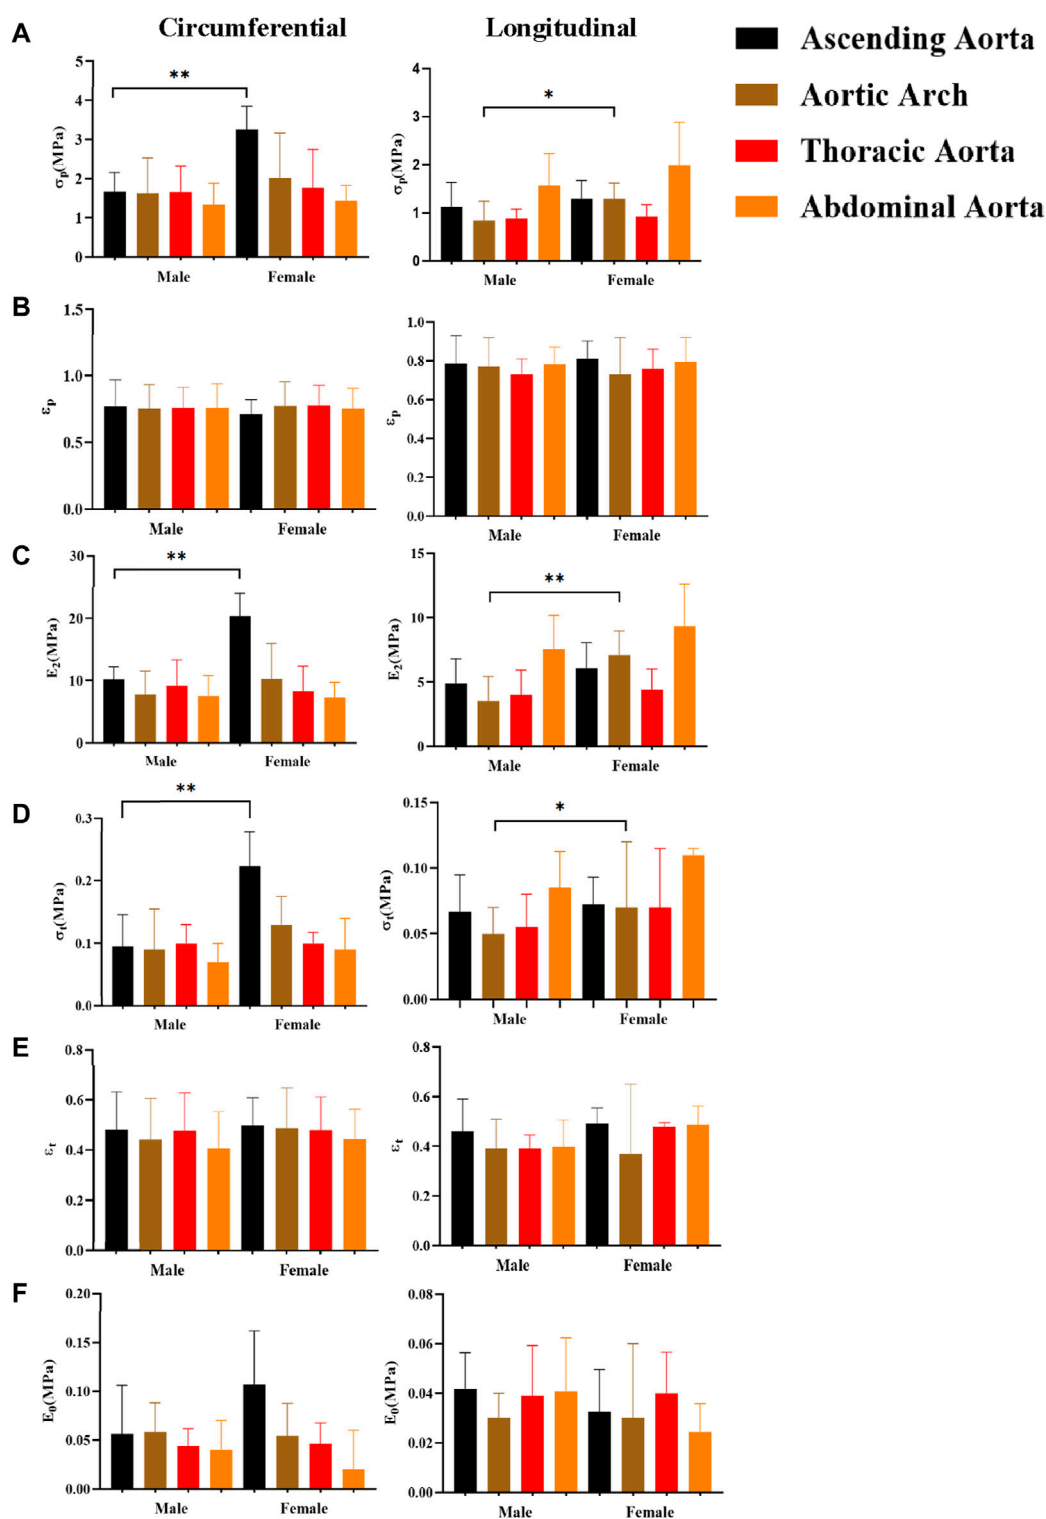 A
Circumferential
Longitudinal
Ascending Aorta
Aortic Arch
Thoracic Aorta
Abdominal Aorta
σp(MPa)
5
4
3
2
1
0
**
Male
Female
σp(MPa)
4
3
2
1
0
*
Male
Female
B
εp
1.5
1.0
0.5
0.0
Male
Female
εp
1.0
0.8
0.6
0.4
0.2
0.0
Male
Female
C
E2(MPa)
30
20
10
0
**
Male
Female
E2(MPa)
15
10
5
0
**
Male
Female
D
σt(MPa)
0.3
0.2
0.1
0.0
**
Male
Female
σt(MPa)
0.15
0.10
0.05
0.00
*
Male
Female
E
εt
0.8
0.6
0.4
0.2
0.0
Male
Female
εt
0.8
0.6
0.4
0.2
0.0
Male
Female
F
E0(MPa)
0.20
0.15
0.10
0.05
0.00
Male
Female
E0(MPa)
0.08
0.06
0.04
0.02
0.00
Male
Female